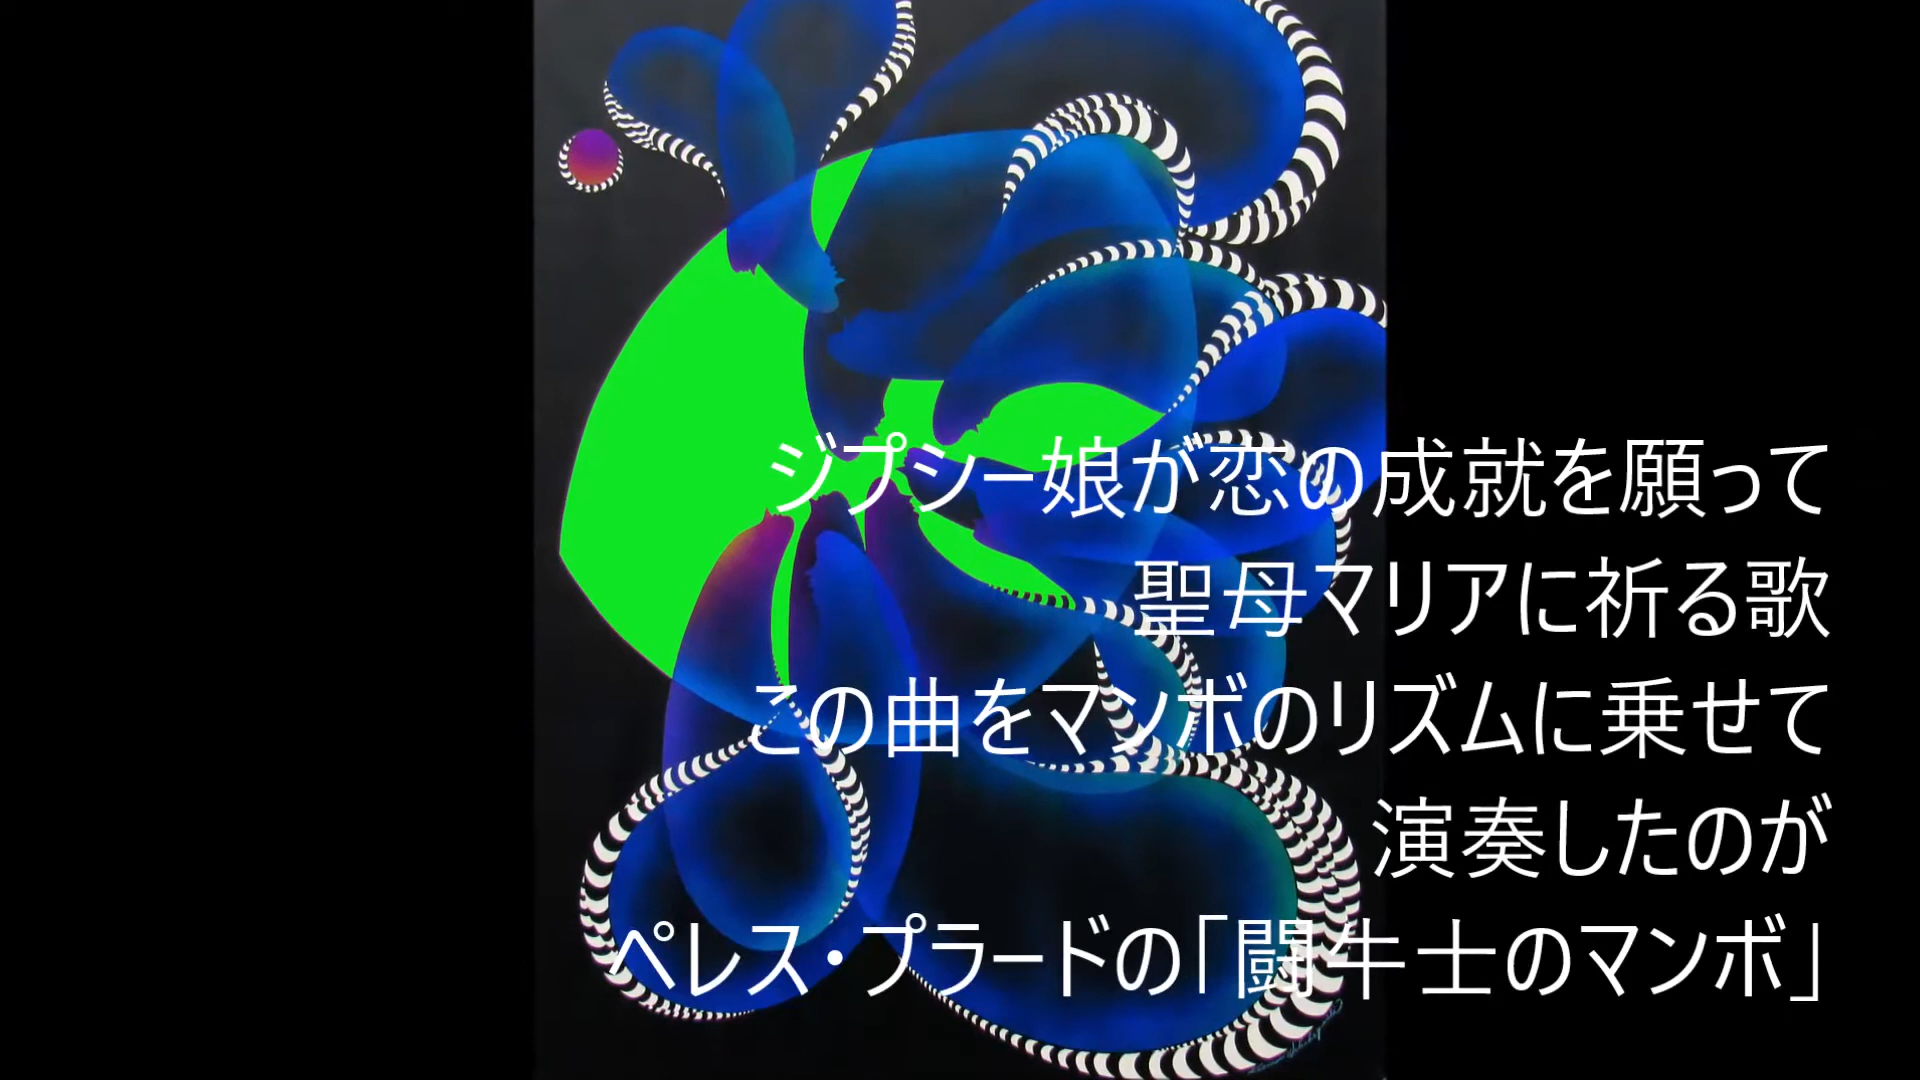 ジプシー娘が恋の成就を願って
聖母マリアに祈る歌
この曲をマンボのリズムに乗せて
演奏したのが
ペレス・プラードの「闘牛士のマンボ」